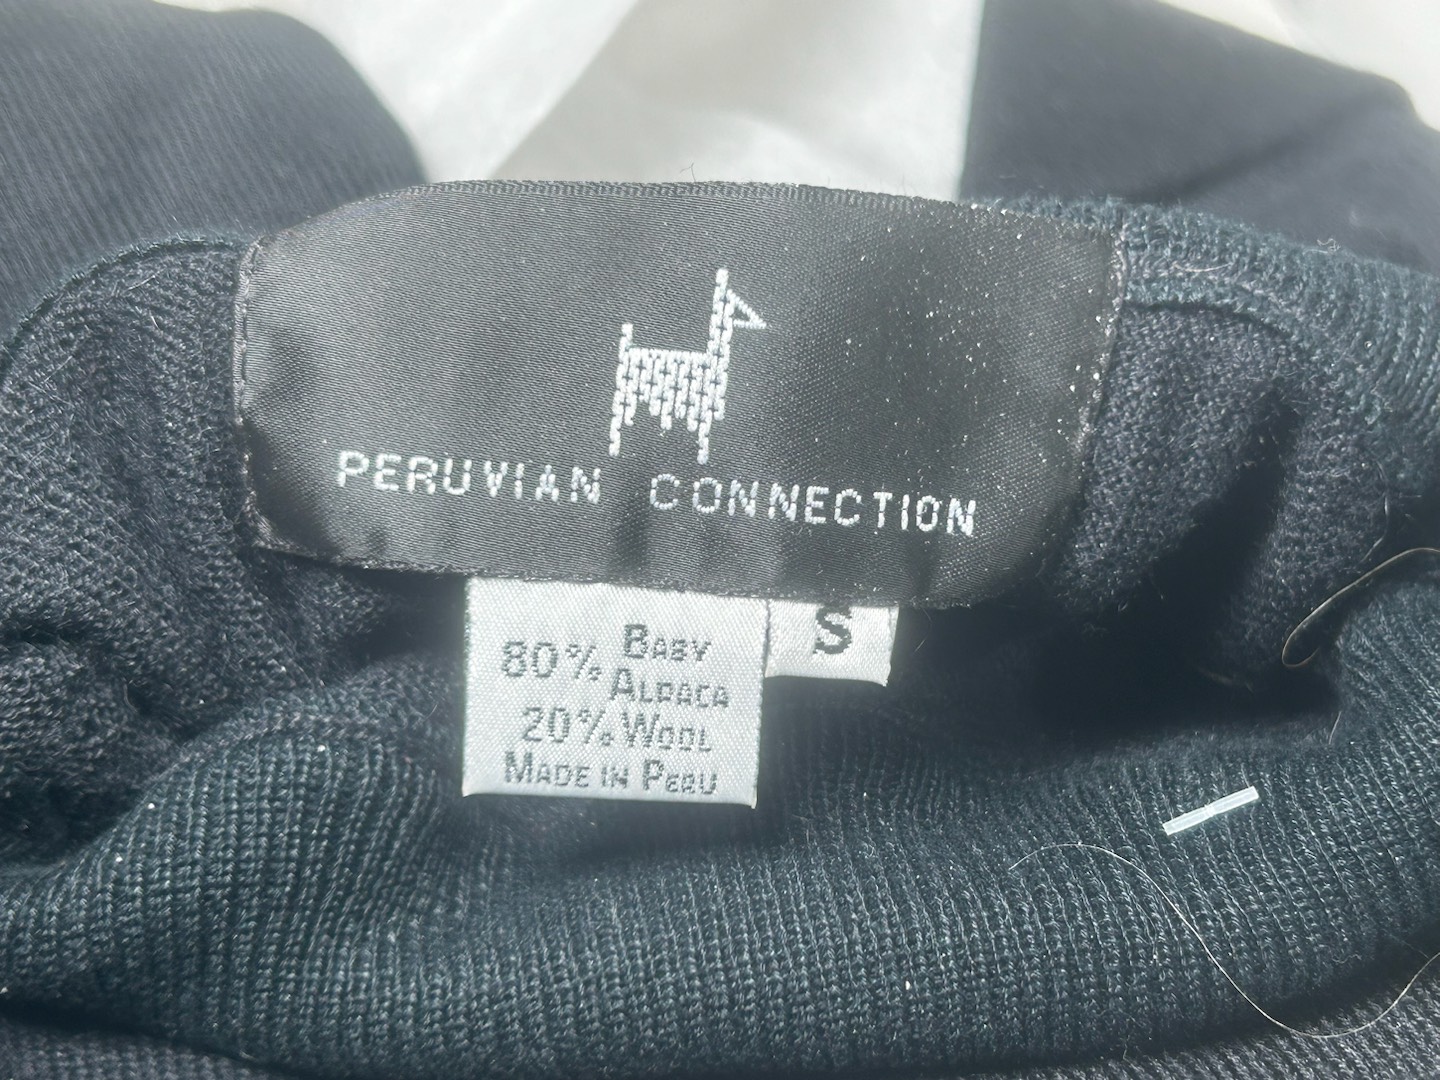 PERUVIAN CONNECTION
80% BABY ALPACA
20% WOOL
MADE IN PERU
S